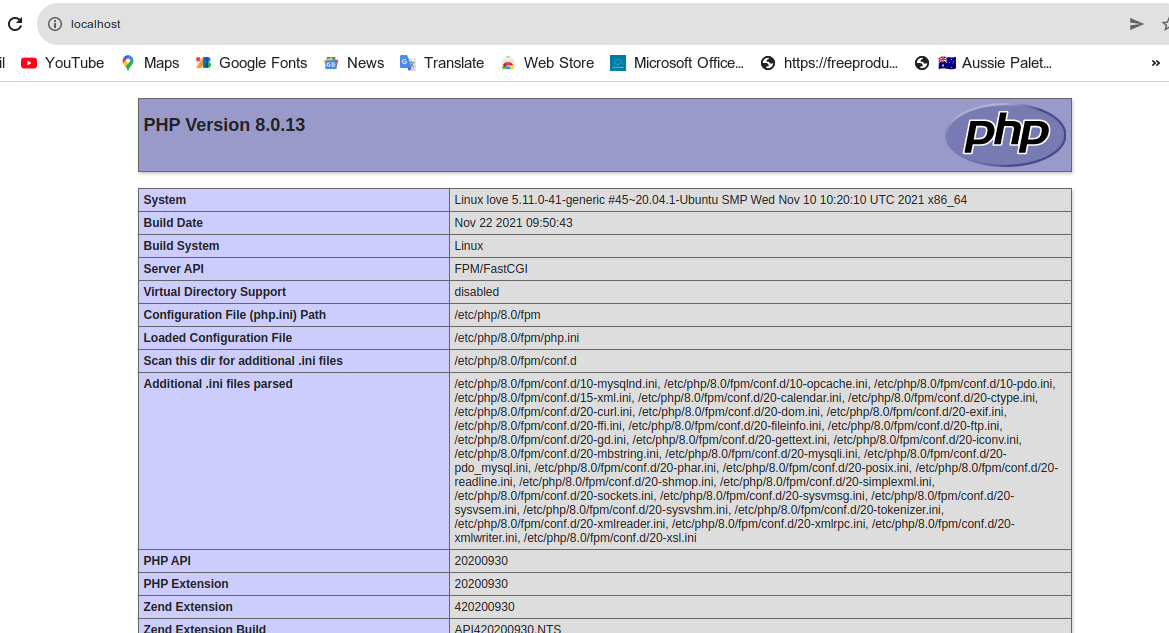 localhost
il YouTube Maps Google Fonts News Translate Web Store Microsoft Office... https://freeprodu... Aussie Palet... »
PHP Version 8.0.13 php
System Linux love 5.11.0-41-generic #45~20.04.1-Ubuntu SMP Wed Nov 10 10:20:10 UTC 2021 x86_64
Build Date Nov 22 2021 09:50:43
Build System Linux
Server API FPM/FastCGI
Virtual Directory Support disabled
Configuration File (php.ini) Path /etc/php/8.0/fpm
Loaded Configuration File /etc/php/8.0/fpm/php.ini
Scan this dir for additional .ini files /etc/php/8.0/fpm/conf.d
Additional .ini files parsed /etc/php/8.0/fpm/conf.d/10-mysqlnd.ini, /etc/php/8.0/fpm/conf.d/10-opcache.ini, /etc/php/8.0/fpm/conf.d/10-pdo.ini,
/etc/php/8.0/fpm/conf.d/15-xml.ini, /etc/php/8.0/fpm/conf.d/20-calendar.ini, /etc/php/8.0/fpm/conf.d/20-ctype.ini,
/etc/php/8.0/fpm/conf.d/20-curl.ini, /etc/php/8.0/fpm/conf.d/20-dom.ini, /etc/php/8.0/fpm/conf.d/20-exif.ini,
/etc/php/8.0/fpm/conf.d/20-ffi.ini, /etc/php/8.0/fpm/conf.d/20-fileinfo.ini, /etc/php/8.0/fpm/conf.d/20-ftp.ini,
/etc/php/8.0/fpm/conf.d/20-gd.ini, /etc/php/8.0/fpm/conf.d/20-gettext.ini, /etc/php/8.0/fpm/conf.d/20-iconv.ini,
/etc/php/8.0/fpm/conf.d/20-mbstring.ini, /etc/php/8.0/fpm/conf.d/20-mysqli.ini, /etc/php/8.0/fpm/conf.d/20-
pdo_mysql.ini, /etc/php/8.0/fpm/conf.d/20-phar.ini, /etc/php/8.0/fpm/conf.d/20-posix.ini, /etc/php/8.0/fpm/conf.d/20-
readline.ini, /etc/php/8.0/fpm/conf.d/20-shmop.ini, /etc/php/8.0/fpm/conf.d/20-simplexml.ini,
/etc/php/8.0/fpm/conf.d/20-sockets.ini, /etc/php/8.0/fpm/conf.d/20-sysvmsg.ini, /etc/php/8.0/fpm/conf.d/20-
sysvsem.ini, /etc/php/8.0/fpm/conf.d/20-sysvshm.ini, /etc/php/8.0/fpm/conf.d/20-tokenizer.ini,
/etc/php/8.0/fpm/conf.d/20-xmlreader.ini, /etc/php/8.0/fpm/conf.d/20-xmlrpc.ini, /etc/php/8.0/fpm/conf.d/20-
xmlwriter.ini, /etc/php/8.0/fpm/conf.d/20-xsl.ini
PHP API 20200930
PHP Extension 20200930
Zend Extension 420200930
Zend Extension Build API420200930,NTS